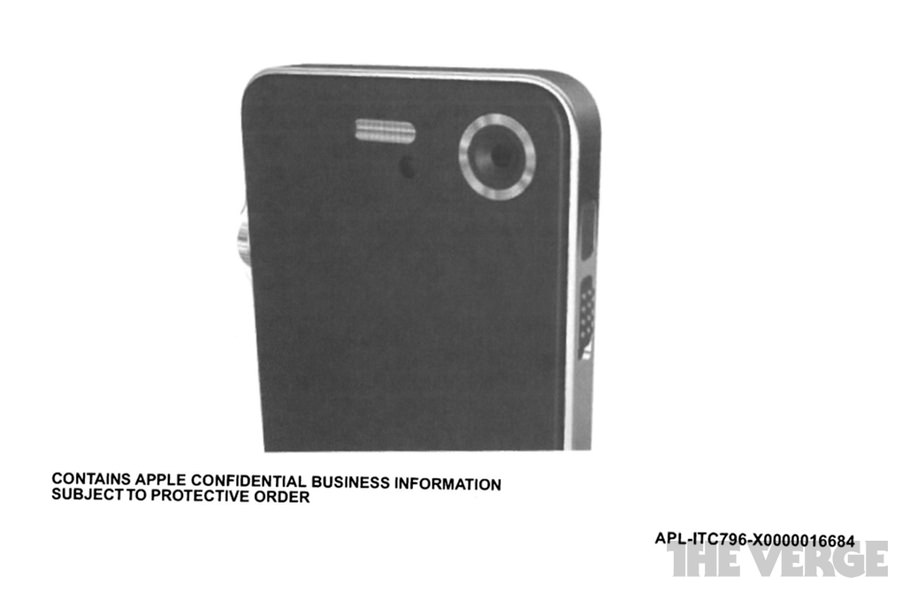 CONTAINS APPLE CONFIDENTIAL BUSINESS INFORMATION
SUBJECT TO PROTECTIVE ORDER
APL-ITC796-X0000016684
THE VERGE